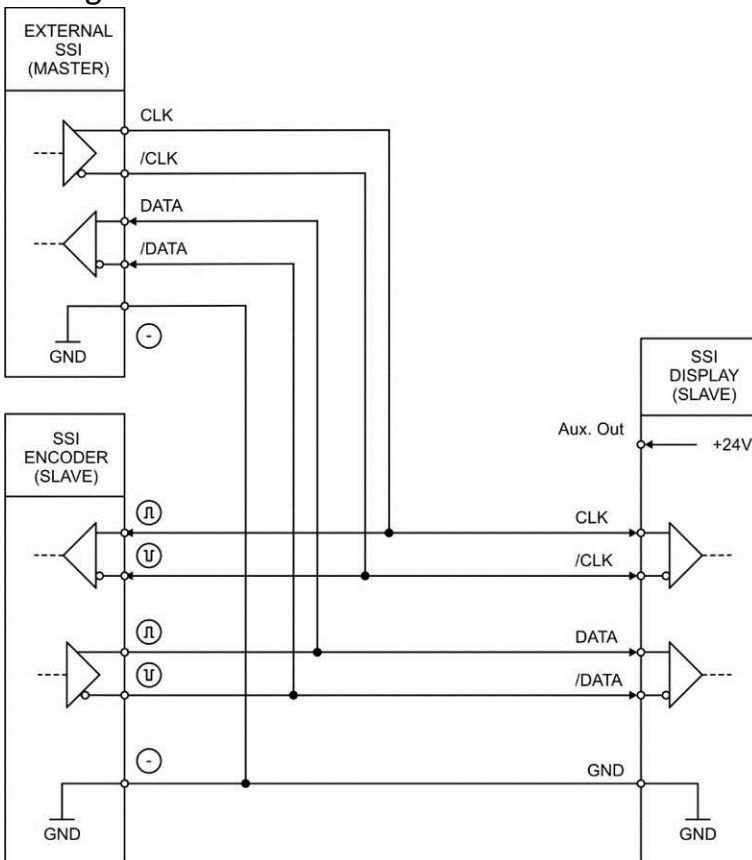 EXTERNAL
SSI
(MASTER)
CLK
/CLK
DATA
/DATA
-
GND
SSI
DISPLAY
(SLAVE)
Aux. Out
+24V
SSI
ENCODER
(SLAVE)
CLK
/CLK
DATA
/DATA
-
GND
GND
GND